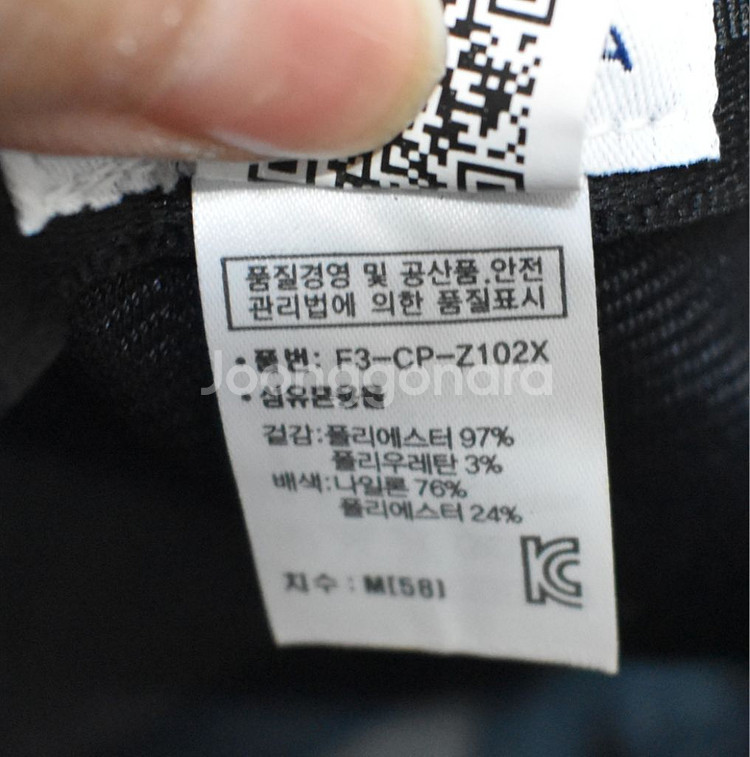 품질경영 및 공산품.안전
관리법에 의한 품질표시
•품번: F3-CP-Z102X
Joonggonara
•섬유혼용률
겉감:폴리에스터 97%
폴리우레탄 3%
배색:나일론 76%
폴리에스터 24%
치수 : M[58]
KC